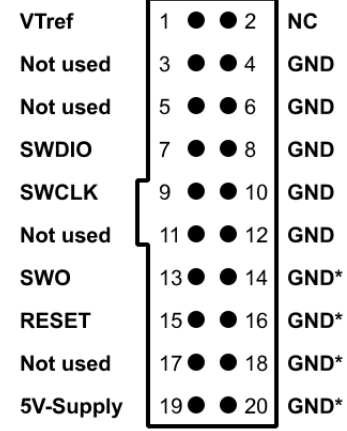 VTref 1 2 NC
Not used 3 4 GND
Not used 5 6 GND
SWDIO 7 8 GND
SWCLK 9 10 GND
Not used 11 12 GND
SWO 13 14 GND*
RESET 15 16 GND*
Not used 17 18 GND*
5V-Supply 19 20 GND*